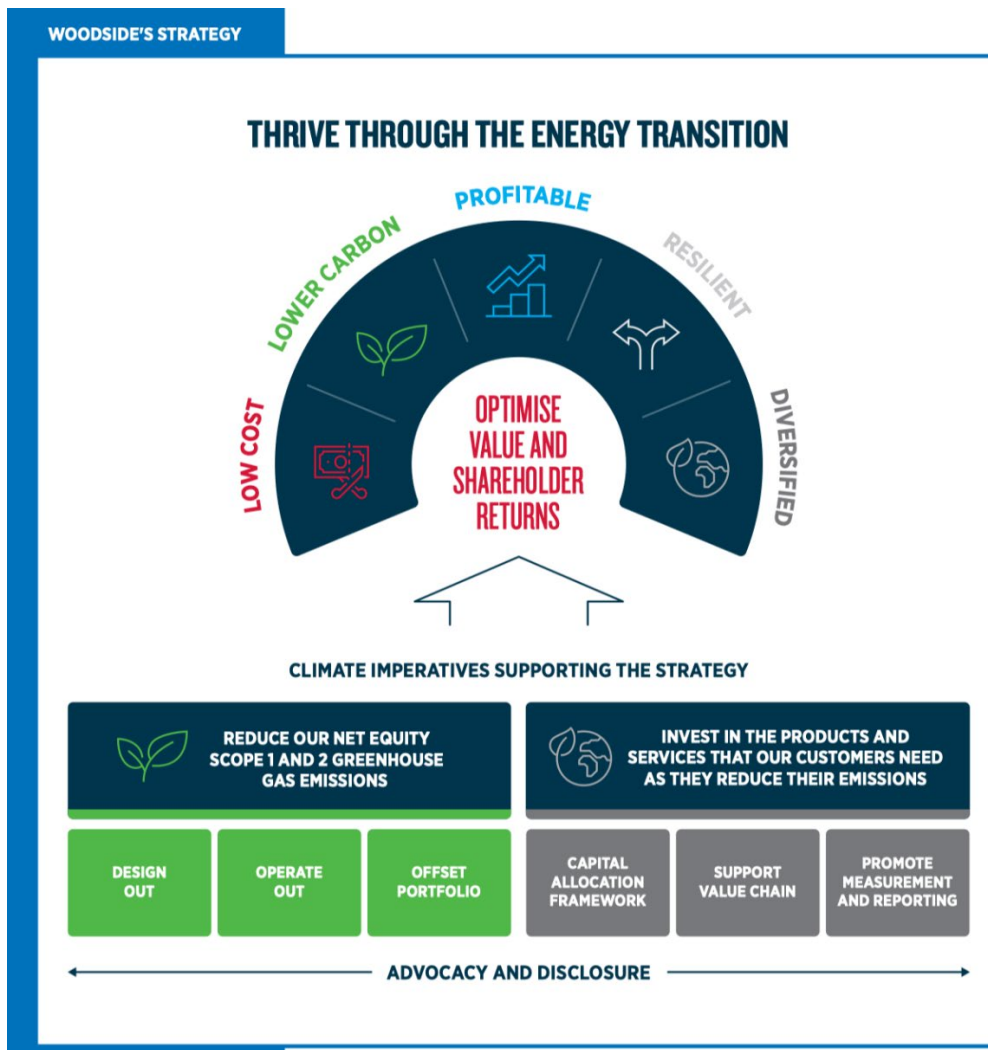 WOODSIDE'S STRATEGY
THRIVE THROUGH THE ENERGY TRANSITION
LOW COST
LOWER CARBON
PROFITABLE
RESILIENT
DIVERSIFIED
OPTIMISE
VALUE AND
SHAREHOLDER
RETURNS
CLIMATE IMPERATIVES SUPPORTING THE STRATEGY
REDUCE OUR NET EQUITY
SCOPE 1 AND 2 GREENHOUSE
GAS EMISSIONS
INVEST IN THE PRODUCTS AND
SERVICES THAT OUR CUSTOMERS NEED
AS THEY REDUCE THEIR EMISSIONS
DESIGN
OUT
OPERATE
OUT
OFFSET
PORTFOLIO
CAPITAL
ALLOCATION
FRAMEWORK
SUPPORT
VALUE CHAIN
PROMOTE
MEASUREMENT
AND REPORTING
ADVOCACY AND DISCLOSURE